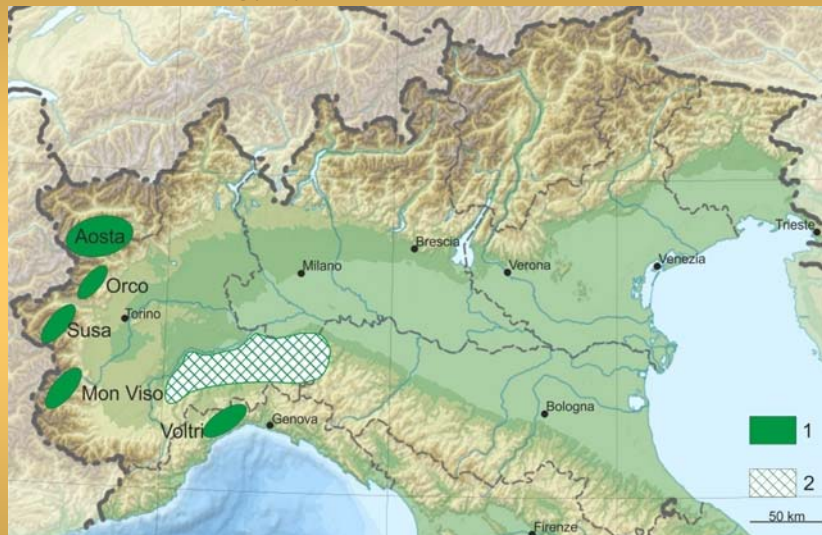 Aosta
Orco
Susa
Mon Viso
Voltri
Torino
Milano
Brescia
Verona
Venezia
Trieste
Genova
Bologna
Firenze
1
2
50 km